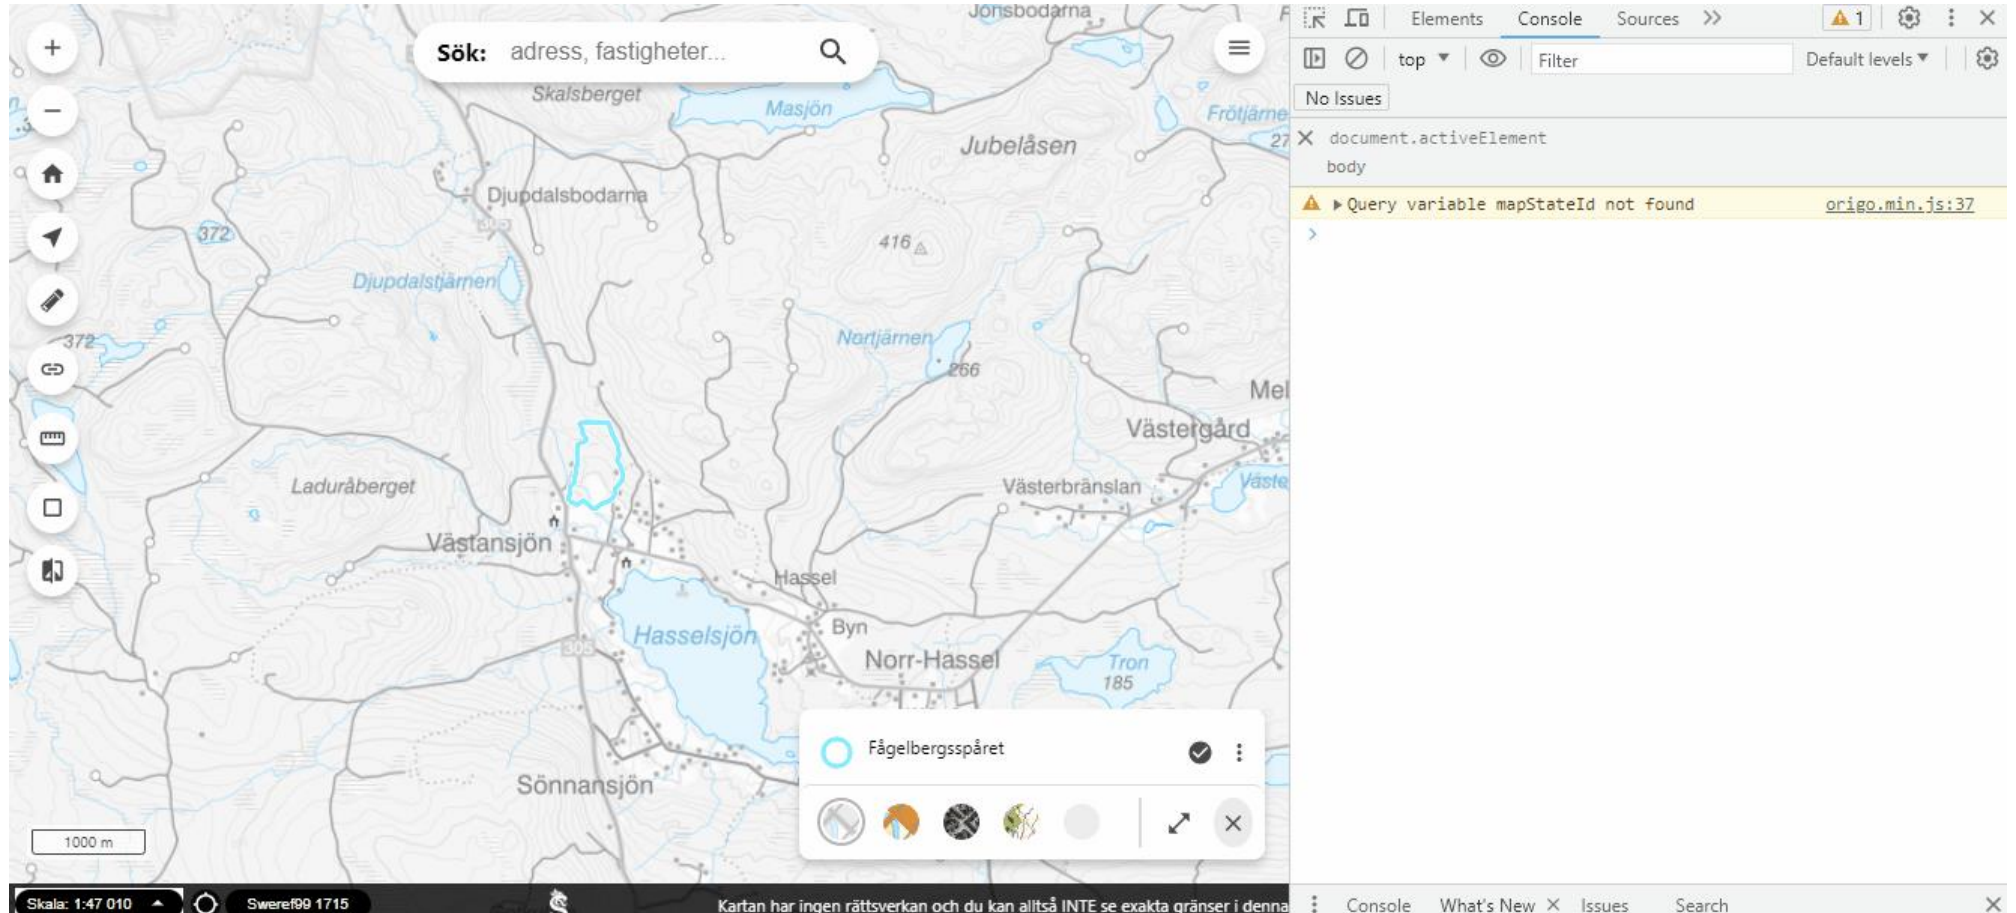 Sök: adress, fastigheter...
Jonsbodarna
Skalsberget
Masjön
Frötjärne
27
Jubelåsen
Djupdalsbodarna
305
372
416
Djupdalstjärnen
372
Nortjärnen
266
Mel
Västergård
Laduråberget
Västerbränslan
Väste
Västansjön
Hassel
Byn
Hasselsjön
305
Norr-Hassel
Tron
185
Sönnansjön
Fågelbergsspåret
1000 m
Skala: 1:47 010
Sweref99 1715
Kartan har ingen rättsverkan och du kan alltså INTE se exakta gränser i denna
Elements Console Sources 1
top Filter Default levels
No Issues
document.activeElement
body
Query variable mapStateId not found origo.min.js:37
Console What's New Issues Search